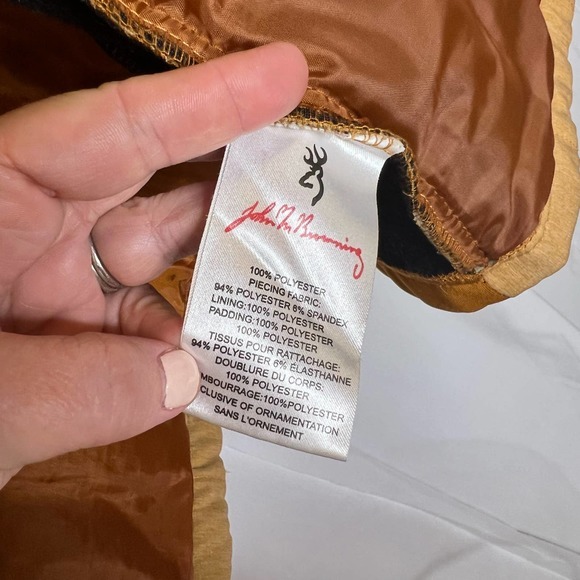 John M. Browning
100% POLYESTER
PIECING FABRIC:
94% POLYESTER 6% SPANDEX
LINING:100% POLYESTER
PADDING:100% POLYESTER
100% POLYESTER
TISSUS POUR RATTACHAGE:
94% POLYESTER 6% ÉLASTHANNE
DOUBLURE DU CORPS:
100% POLYESTER
MBOURRAGE:100%POLYESTER
CLUSIVE OF ORNAMENTATION
SANS L'ORNEMENT